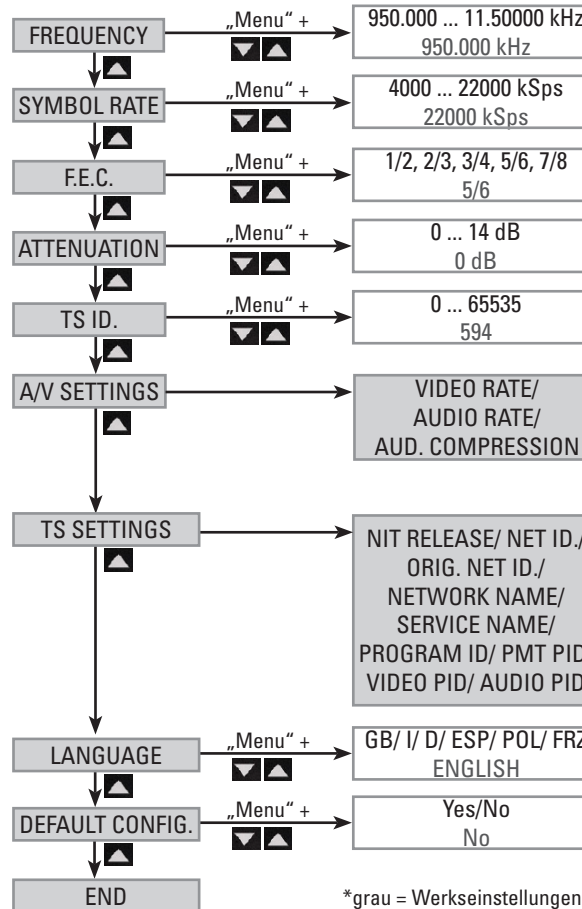 FREQUENCY
„Menu“ +
950.000 ... 11.50000 kHz
950.000 kHz
SYMBOL RATE
„Menu“ +
4000 ... 22000 kSps
22000 kSps
F.E.C.
„Menu“ +
1/2, 2/3, 3/4, 5/6, 7/8
5/6
ATTENUATION
„Menu“ +
0 ... 14 dB
0 dB
TS ID.
„Menu“ +
0 ... 65535
594
A/V SETTINGS
VIDEO RATE/
AUDIO RATE/
AUD. COMPRESSION
TS SETTINGS
NIT RELEASE/ NET ID./
ORIG. NET ID./
NETWORK NAME/
SERVICE NAME/
PROGRAM ID/ PMT PID
VIDEO PID/ AUDIO PID
LANGUAGE
„Menu“ +
GB/ I/ D/ ESP/ POL/ FRZ
ENGLISH
DEFAULT CONFIG.
„Menu“ +
Yes/No
No
END
*grau = Werkseinstellungen